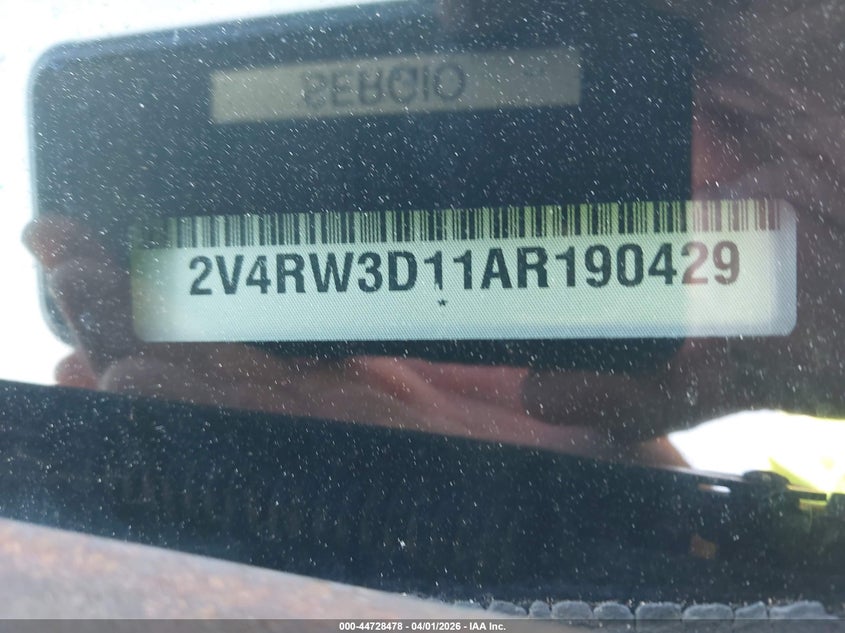 SERGIO
2V4RW3D11AR190429
*
000-44728478 - 04/01/2026 - IAA Inc.